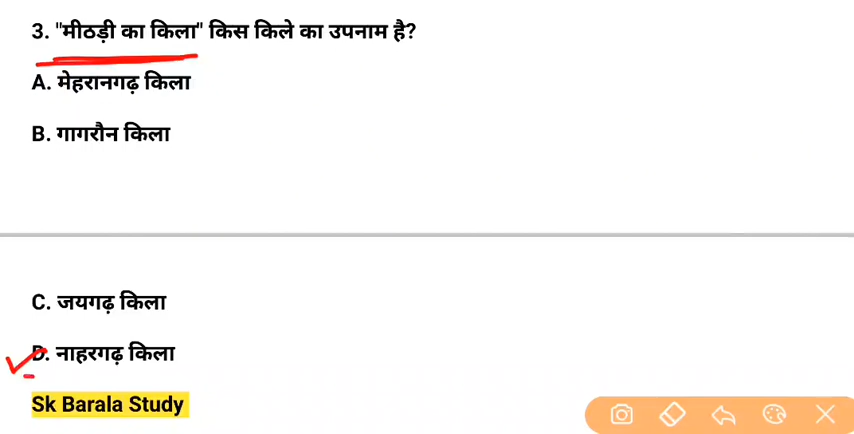 3. "मीठड़ी का किला" किस किले का उपनाम है?
A. मेहरानगढ़ किला
B. गागरौन किला
C. जयगढ़ किला
D. नाहरगढ़ किला
Sk Barala Study